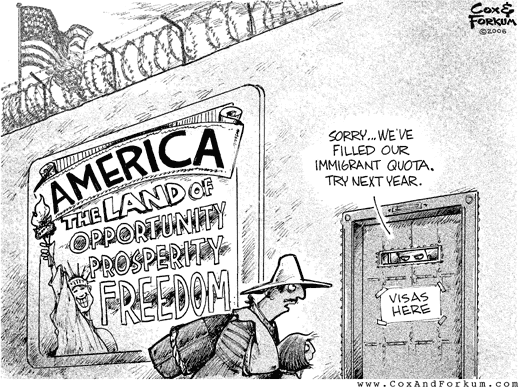 COX &
FORKUM
©2006
AMERICA
THE LAND OF
OPPORTUNITY
PROSPERITY
FREEDOM
SORRY...WE'VE
FILLED OUR
IMMIGRANT QUOTA.
TRY NEXT YEAR.
VISAS
HERE
www.CoxAndForkum.com